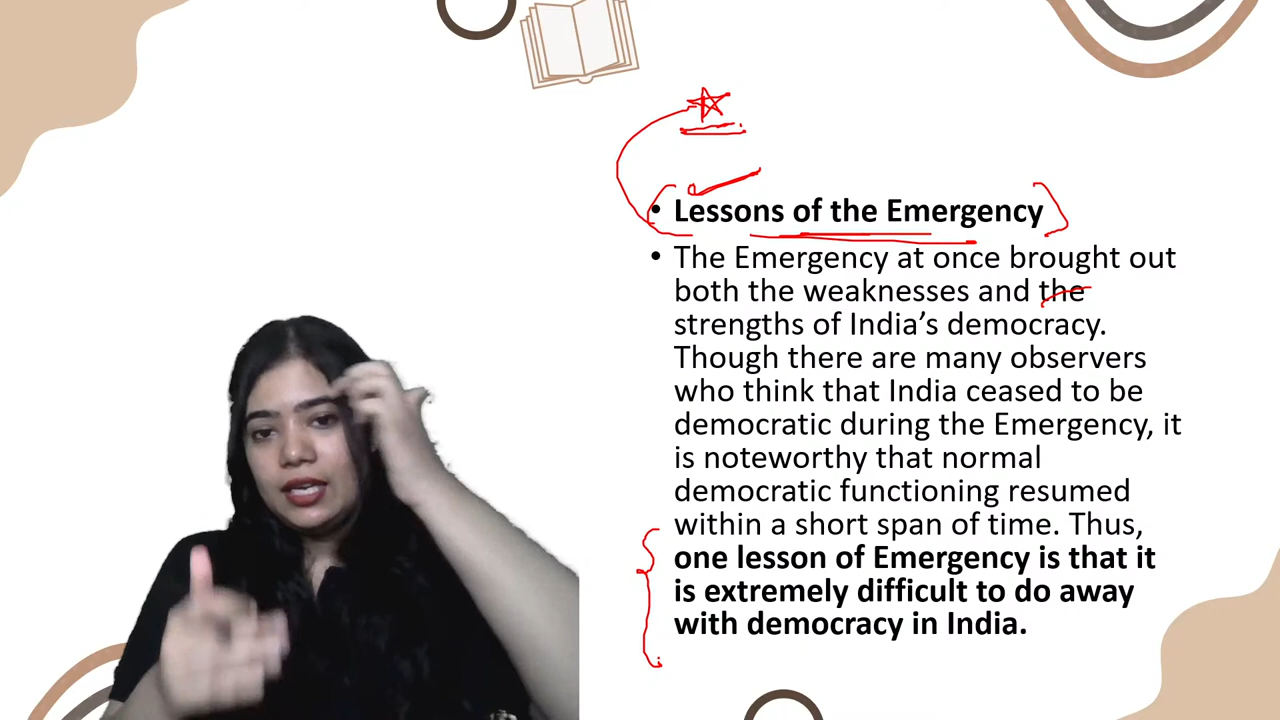 • Lessons of the Emergency
• The Emergency at once brought out
both the weaknesses and the
strengths of India’s democracy.
Though there are many observers
who think that India ceased to be
democratic during the Emergency, it
is noteworthy that normal
democratic functioning resumed
within a short span of time. Thus,
one lesson of Emergency is that it
is extremely difficult to do away
with democracy in India.